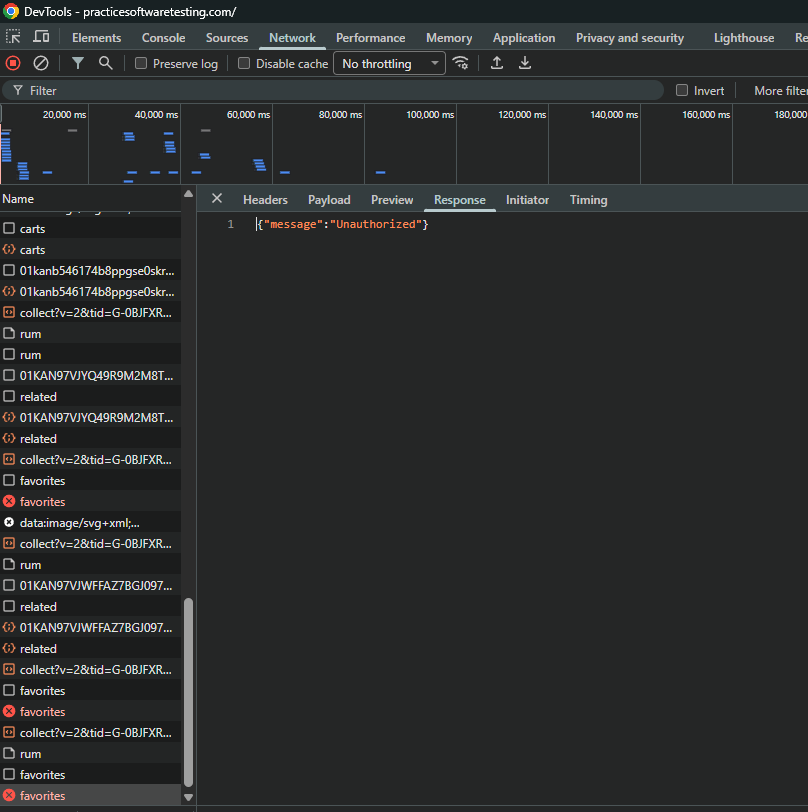 DevTools - practicesoftwaretesting.com/
Elements Console Sources Network Performance Memory Application Privacy and security Lighthouse Re
Preserve log Disable cache No throttling
Filter Invert More filter
20,000 ms 40,000 ms 60,000 ms 80,000 ms 100,000 ms 120,000 ms 140,000 ms 160,000 ms 180,000
Name Headers Payload Preview Response Initiator Timing
1 {"message":"Unauthorized"}
carts
carts
01kanb546174b8ppgse0skr...
01kanb546174b8ppgse0skr...
collect?v=2&tid=G-0BJFXR...
rum
rum
01KAN97VJYQ49R9M2M8T...
related
01KAN97VJYQ49R9M2M8T...
related
collect?v=2&tid=G-0BJFXR...
favorites
favorites
data:image/svg+xml;...
collect?v=2&tid=G-0BJFXR...
rum
01KAN97VJWFFAZ7BGJ097...
related
01KAN97VJWFFAZ7BGJ097...
related
collect?v=2&tid=G-0BJFXR...
favorites
favorites
collect?v=2&tid=G-0BJFXR...
rum
favorites
favorites